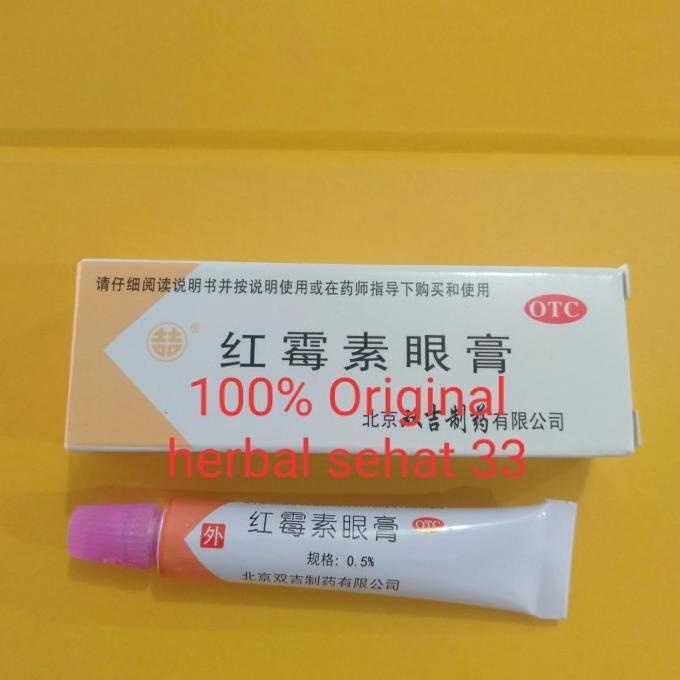 请仔细阅读说明书并按说明使用或在药师指导下购买和使用
OTC
喆®
红霉素眼膏
100% Original
北京双吉制药有限公司
herbal sehat 33
外
红霉素眼膏
OTC
规格: 0.5%
北京双吉制药有限公司